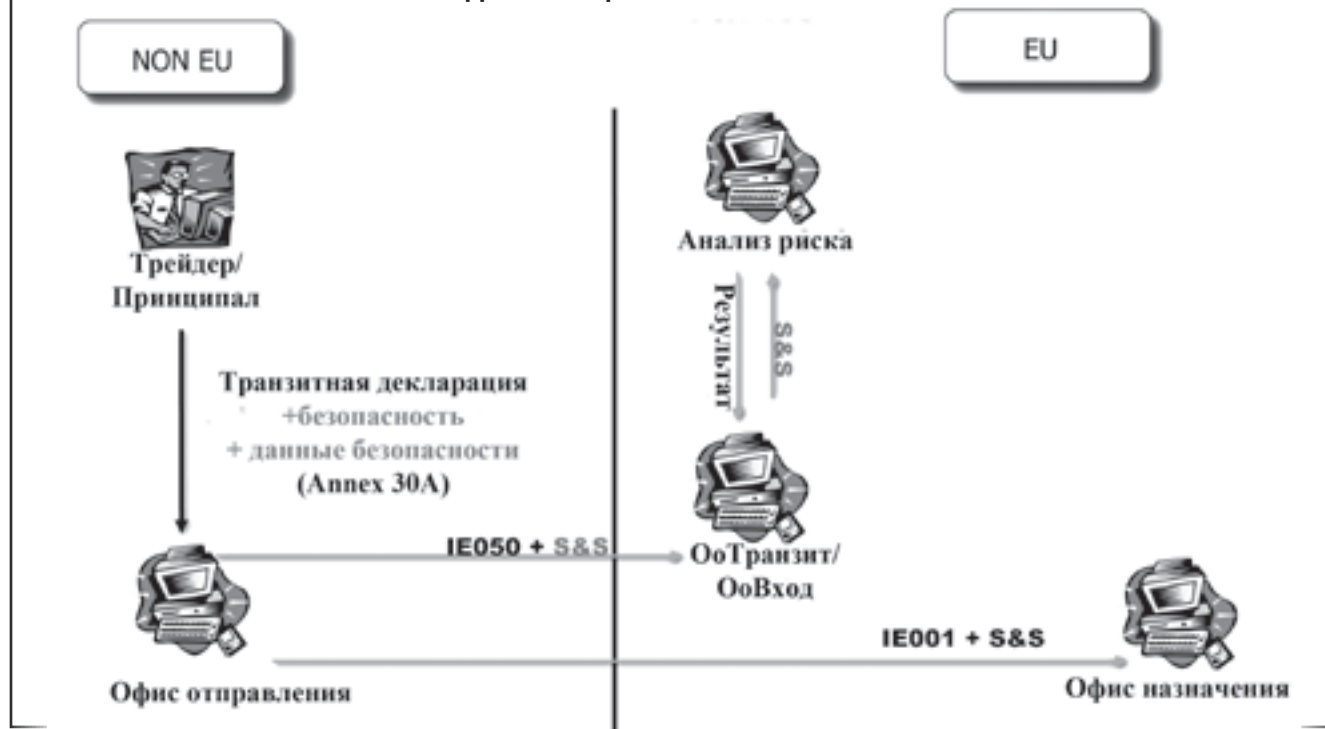 NON EU
EU
Трейдер/
Принципал
Анализ риска
Результат
S&S
Транзитная декларация
+безопасность
+ данные безопасности
(Annex 30A)
IE050 + S&S
ОоТранзит/
ОоВход
IE001 + S&S
Офис отправления
Офис назначения